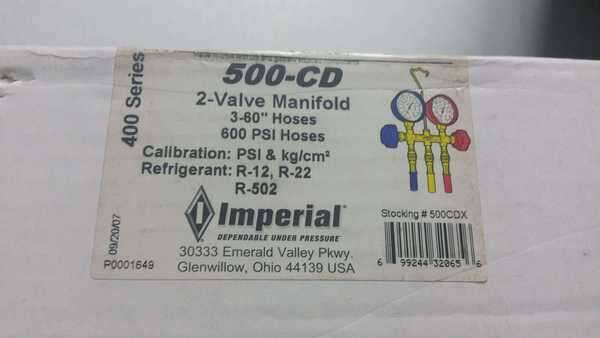 500-CD
2-Valve Manifold
3-60" Hoses
600 PSI Hoses
Calibration: PSI & kg/cm²
Refrigerant: R-12, R-22
R-502
Imperial
DEPENDABLE UNDER PRESSURE
30333 Emerald Valley Pkwy.
Glenwillow, Ohio 44139 USA
400 Series
09/20/07
P0001649
Stocking # 500CDX
6 99244 32065 6